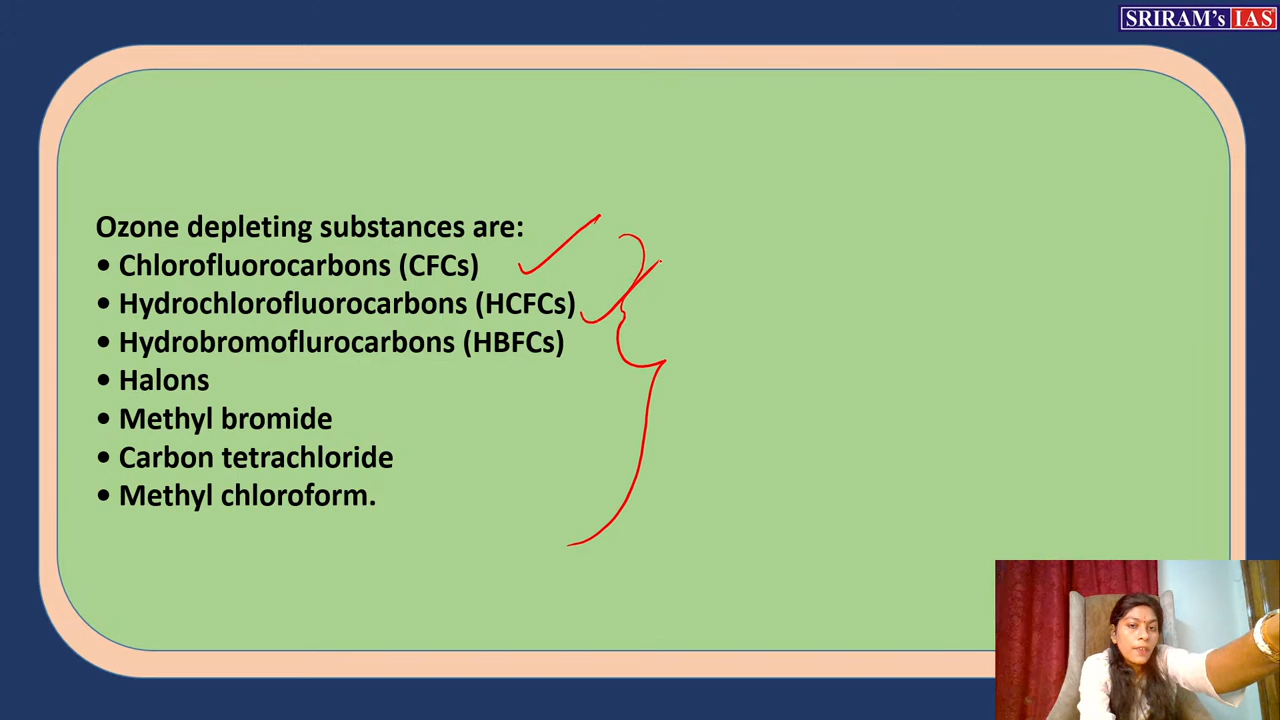 SRIRAM's IAS
Ozone depleting substances are:
• Chlorofluorocarbons (CFCs)
• Hydrochlorofluorocarbons (HCFCs)
• Hydrobromoflurocarbons (HBFCs)
• Halons
• Methyl bromide
• Carbon tetrachloride
• Methyl chloroform.